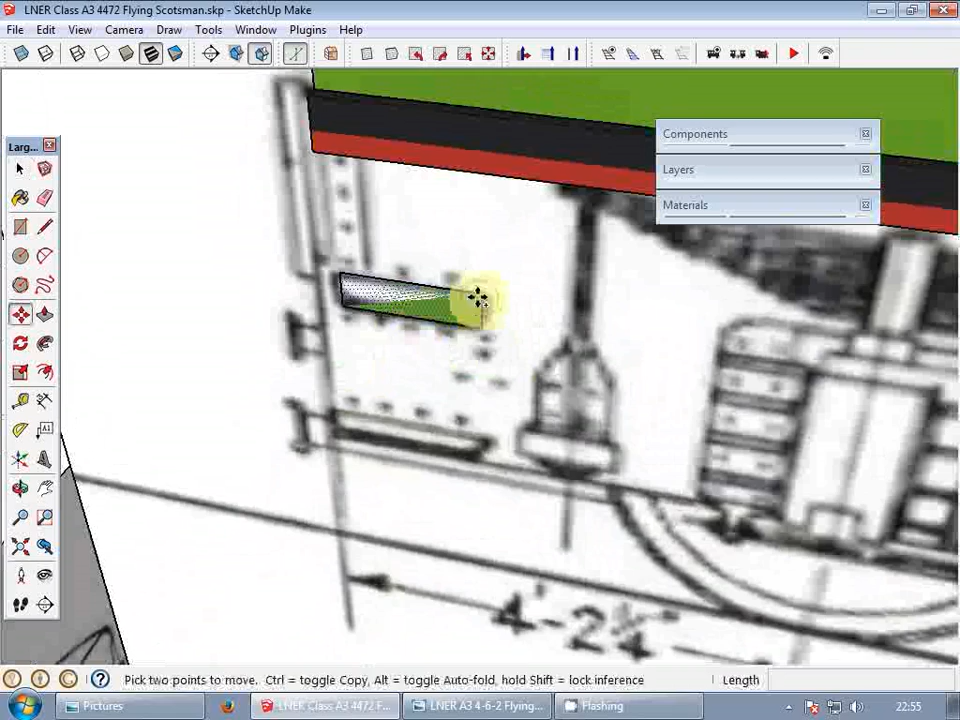 LNER Class A3 4472 Flying Scotsman.skp - SketchUp Make
File Edit View Camera Draw Tools Window Plugins Help
Larg...
Components
Layers
Materials
A1
4'-2¼"
Pick two points to move. Ctrl = toggle Copy, Alt = toggle Auto-fold, hold Shift = lock inference
Length
Pictures
LNER Class A3 4472 F...
LNER A3 4-6-2 Flying...
Flashing
22:55